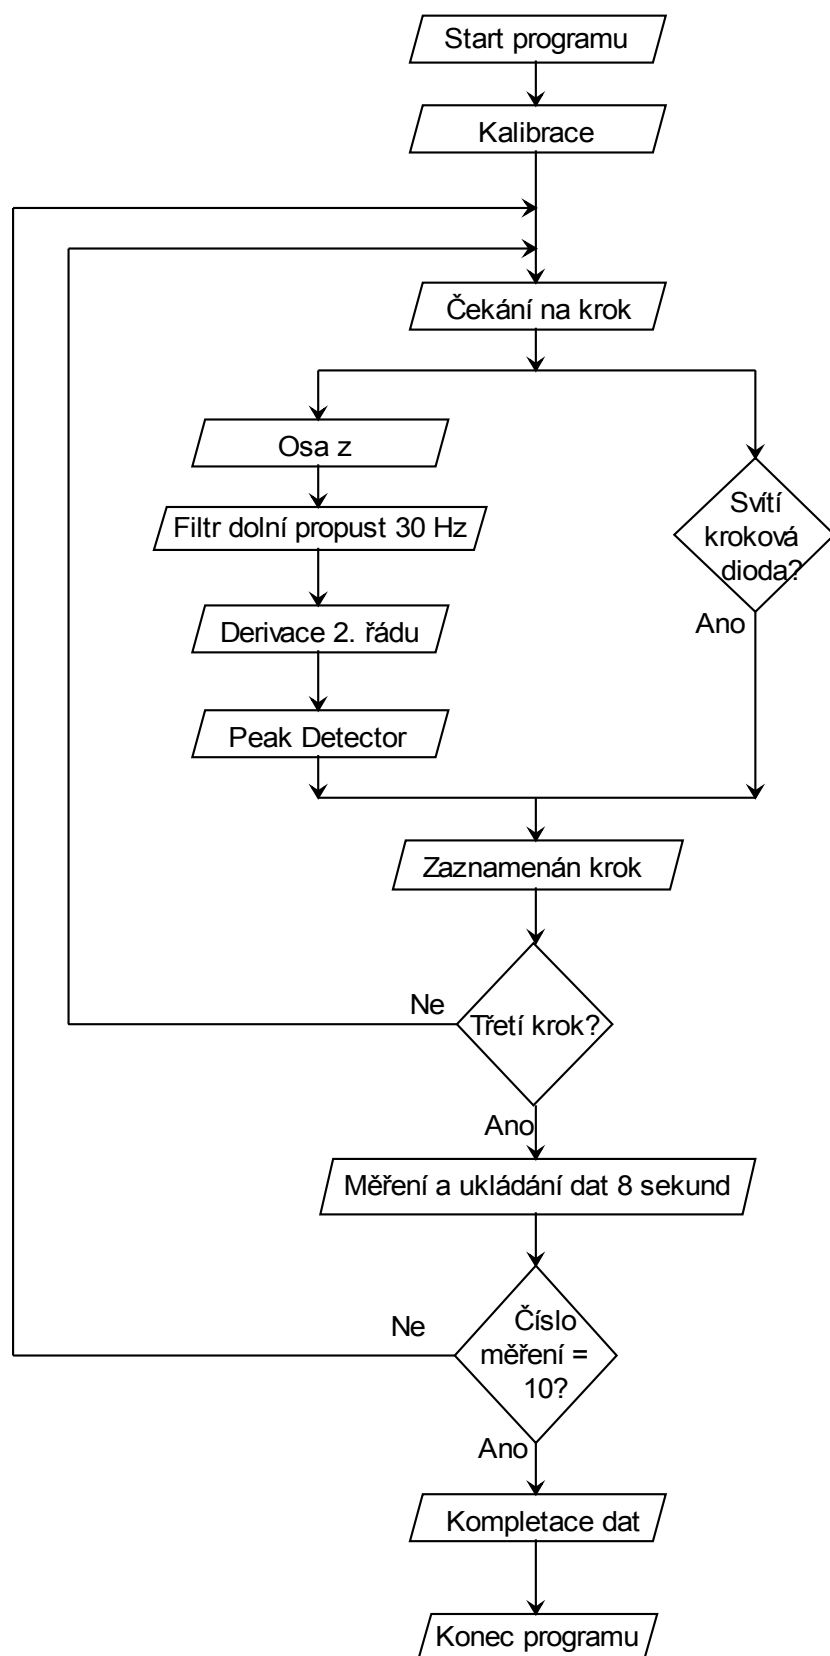 Start programu
Kalibrace
Čekání na krok
Osa z
Filtr dolní propust 30 Hz
Derivace 2. řádu
Peak Detector
Svítí
kroková
dioda?
Ano
Zaznamenán krok
Ne
Třetí krok?
Ano
Měření a ukládání dat 8 sekund
Ne
Číslo
měření =
10?
Ano
Kompletace dat
Konec programu